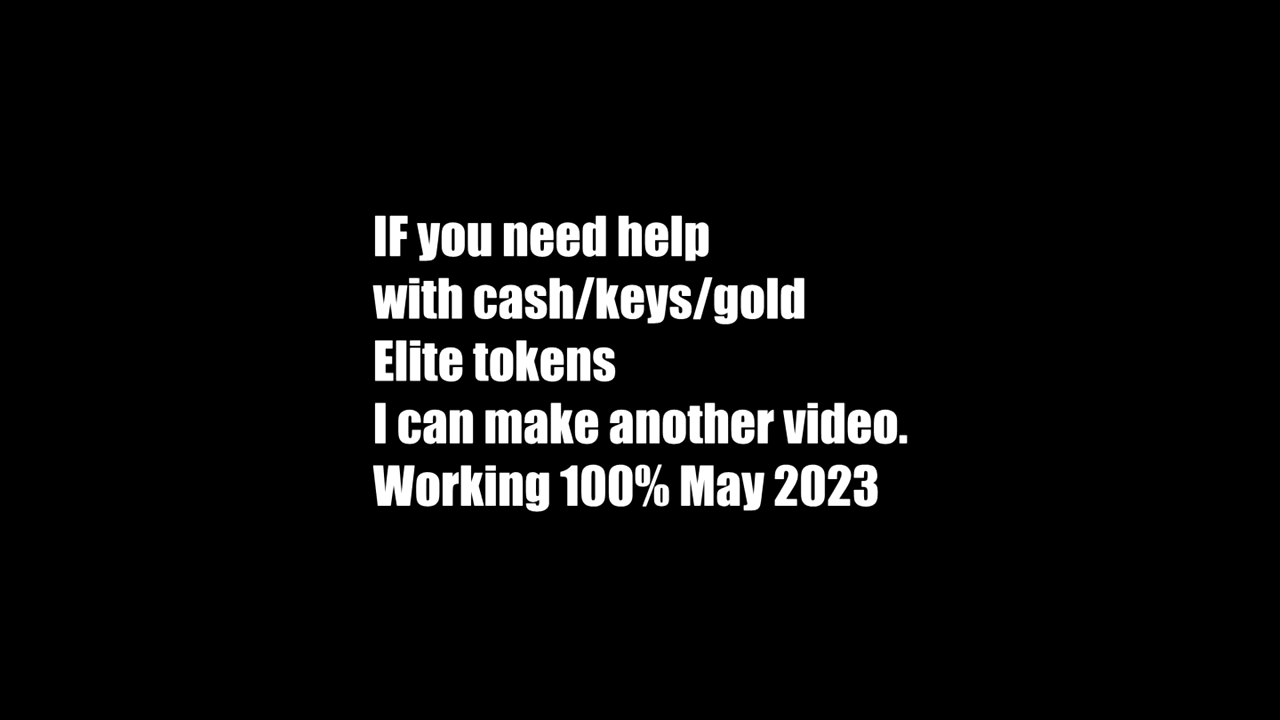 IF you need help
with cash/keys/gold
Elite tokens
I can make another video.
Working 100% May 2023